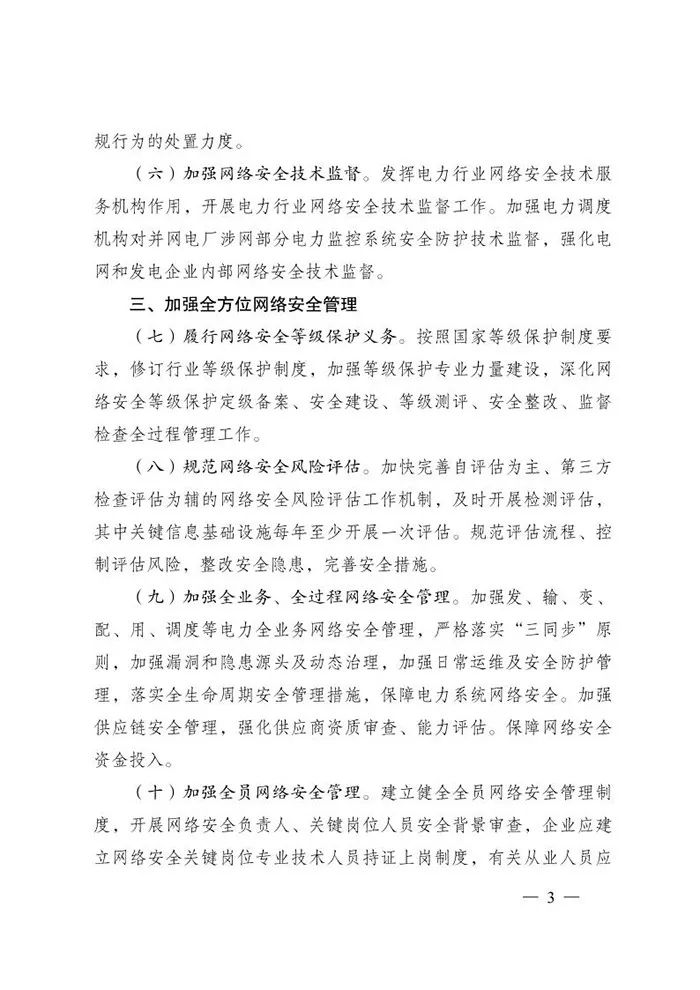 规行为的处置力度。
（六）加强网络安全技术监督。发挥电力行业网络安全技术服
务机构作用，开展电力行业网络安全技术监督工作。加强电力调度
机构对并网电厂涉网部分电力监控系统安全防护技术监督，强化电
网和发电企业内部网络安全技术监督。
三、加强全方位网络安全管理
（七）履行网络安全等级保护义务。按照国家等级保护制度要
求，修订行业等级保护制度，加强等级保护专业力量建设，深化网
络安全等级保护定级备案、安全建设、等级测评、安全整改、监督
检查全过程管理工作。
（八）规范网络安全风险评估。加快完善自评估为主、第三方
检查评估为辅的网络安全风险评估工作机制，及时开展检测评估，
其中关键信息基础设施每年至少开展一次评估。规范评估流程、控
制评估风险，整改安全隐患，完善安全措施。
（九）加强全业务、全过程网络安全管理。加强发、输、变、
配、用、调度等电力全业务网络安全管理，严格落实“三同步”原
则，加强漏洞和隐患源头及动态治理，加强日常运维及安全防护管
理，落实全生命周期安全管理措施，保障电力系统网络安全。加强
供应链安全管理，强化供应商资质审查、能力评估。保障网络安全
资金投入。
（十）加强全员网络安全管理。建立健全全员网络安全管理制
度，开展网络安全负责人、关键岗位人员安全背景审查，企业应建
立网络安全关键岗位专业技术人员持证上岗制度，有关从业人员应
— 3 —